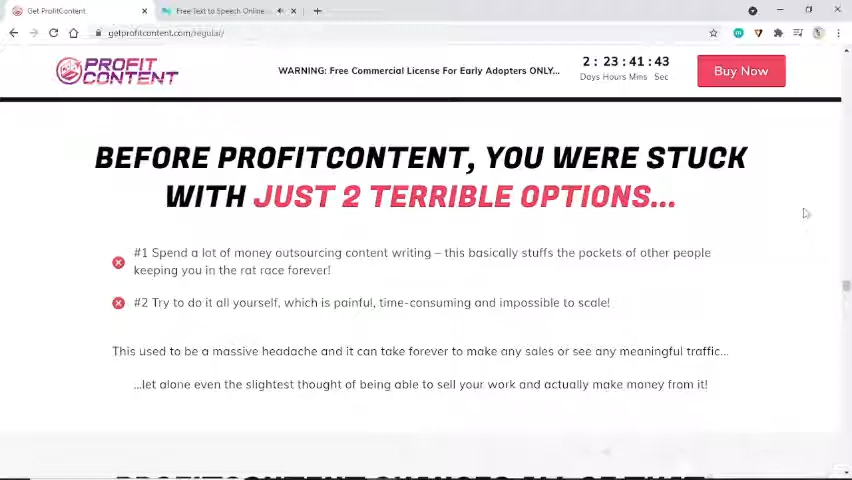 Get ProfitContent
Free Text to Speech Online
getprofitcontent.com/regular/
PROFIT
CONTENT
WARNING: Free Commercial License For Early Adopters ONLY...
2 : 23 : 41 : 43
Days Hours Mins Sec
Buy Now
BEFORE PROFITCONTENT, YOU WERE STUCK
WITH JUST 2 TERRIBLE OPTIONS...
#1 Spend a lot of money outsourcing content writing – this basically stuffs the pockets of other people
keeping you in the rat race forever!
#2 Try to do it all yourself, which is painful, time-consuming and impossible to scale!
This used to be a massive headache and it can take forever to make any sales or see any meaningful traffic...
...let alone even the slightest thought of being able to sell your work and actually make money from it!
PROFITCONTENT CHANGES ALL OF THAT